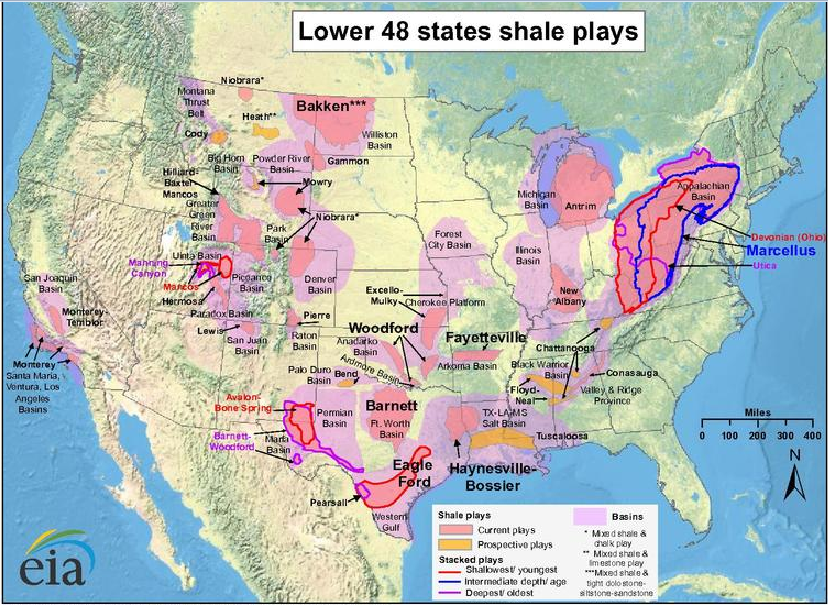 Lower 48 states shale plays
Niobrara*
Montana
Thrust
Belt
Bakken***
Heath**
Cody
Williston
Basin
Big Horn
Basin
Powder River
Basin
Gammon
Hilliard-
Baxter-
Mancos
Mowry
Greater
Green
River
Basin
Niobrara*
Park
Basin
Michigan
Basin
Antrim
Appalachian
Basin
Devonian (Ohio)
Marcellus
Utica
Forest
City Basin
Illinois
Basin
Uinta Basin
Manning
Canyon
Mancos
Piceance
Basin
Denver
Basin
San Joaquin
Basin
Monterey-
Temblor
Hermosa
Paradox Basin
Lewis
San Juan
Basin
Pierre
Raton
Basin
Excello-
Mulky
Cherokee Platform
New
Albany
Woodford
Fayetteville
Anadarko
Basin
Ardmore Basin
Arkoma Basin
Chattanooga
Monterey
Santa Maria,
Ventura, Los
Angeles
Basins
Palo Duro
Basin
Bend
Black Warrior
Basin
Conasauga
Floyd-
Neal
Valley & Ridge
Province
Avalon-
Bone Spring
Permian
Basin
Barnett
Ft. Worth
Basin
TX-LA-MS
Salt Basin
Tuscaloosa
Barnett-
Woodford
Marfa
Basin
Eagle
Ford
Haynesville-
Bossier
Pearsall
Western
Gulf
Miles
0 100 200 300 400
N
Shale plays
Current plays
Prospective plays
Stacked plays
Shallowest/ youngest
Intermediate depth/ age
Deepest/ oldest
Basins
* Mixed shale &
chalk play
** Mixed shale &
limestone play
***Mixed shale &
tight dolostone-
siltstone-sandstone
eia